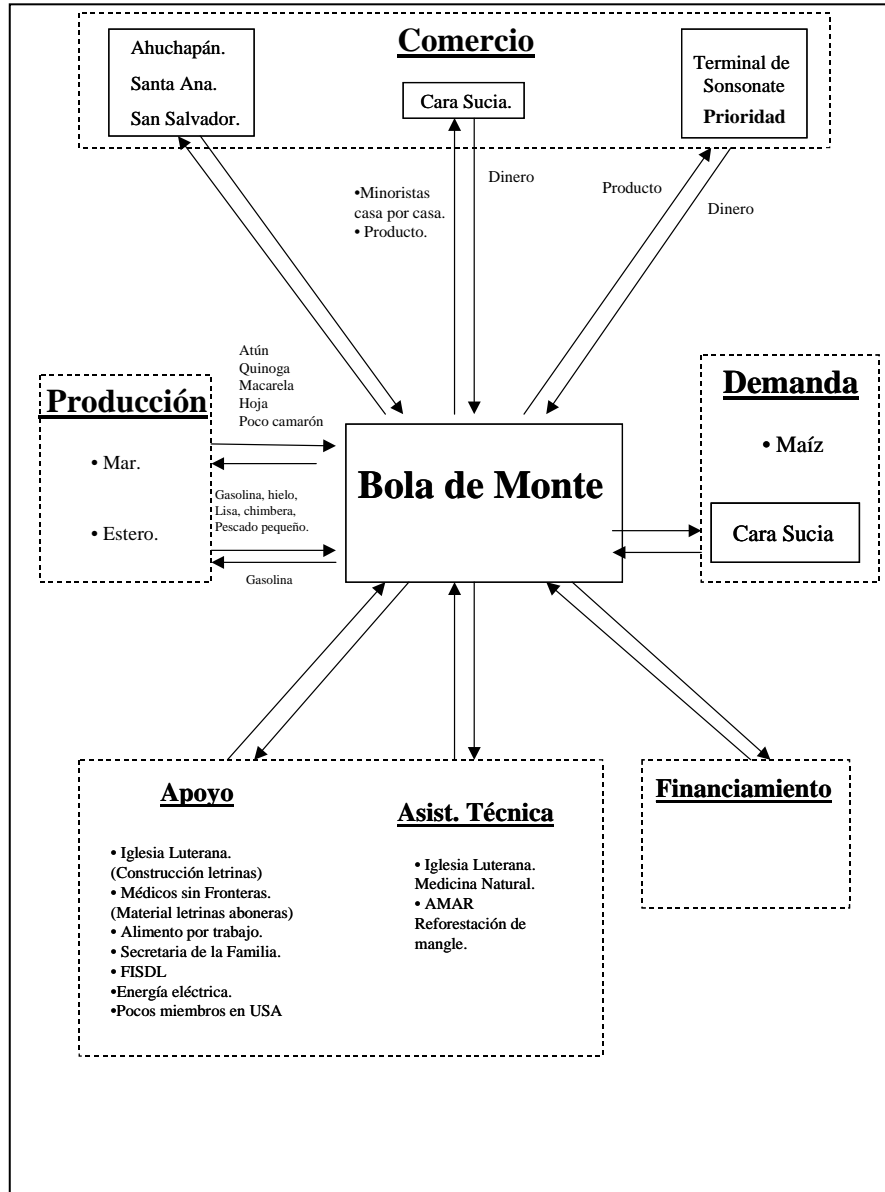 Comercio
Ahuchapán.
Santa Ana.
San Salvador.
Cara Sucia.
Terminal de
Sonsonate
Prioridad
•Minoristas
casa por casa.
• Producto.
Dinero
Producto
Dinero
Producción
• Mar.
• Estero.
Atún
Quinoga
Macarela
Hoja
Poco camarón
Gasolina, hielo,
Lisa, chimbera,
Pescado pequeño.
Gasolina
Bola de Monte
Demanda
• Maíz
Cara Sucia
Apoyo
• Iglesia Luterana.
(Construcción letrinas)
• Médicos sin Fronteras.
(Material letrinas aboneras)
• Alimento por trabajo.
• Secretaria de la Familia.
• FISDL
•Energía eléctrica.
•Pocos miembros en USA
Asist. Técnica
• Iglesia Luterana.
Medicina Natural.
• AMAR
Reforestación de
mangle.
Financiamiento